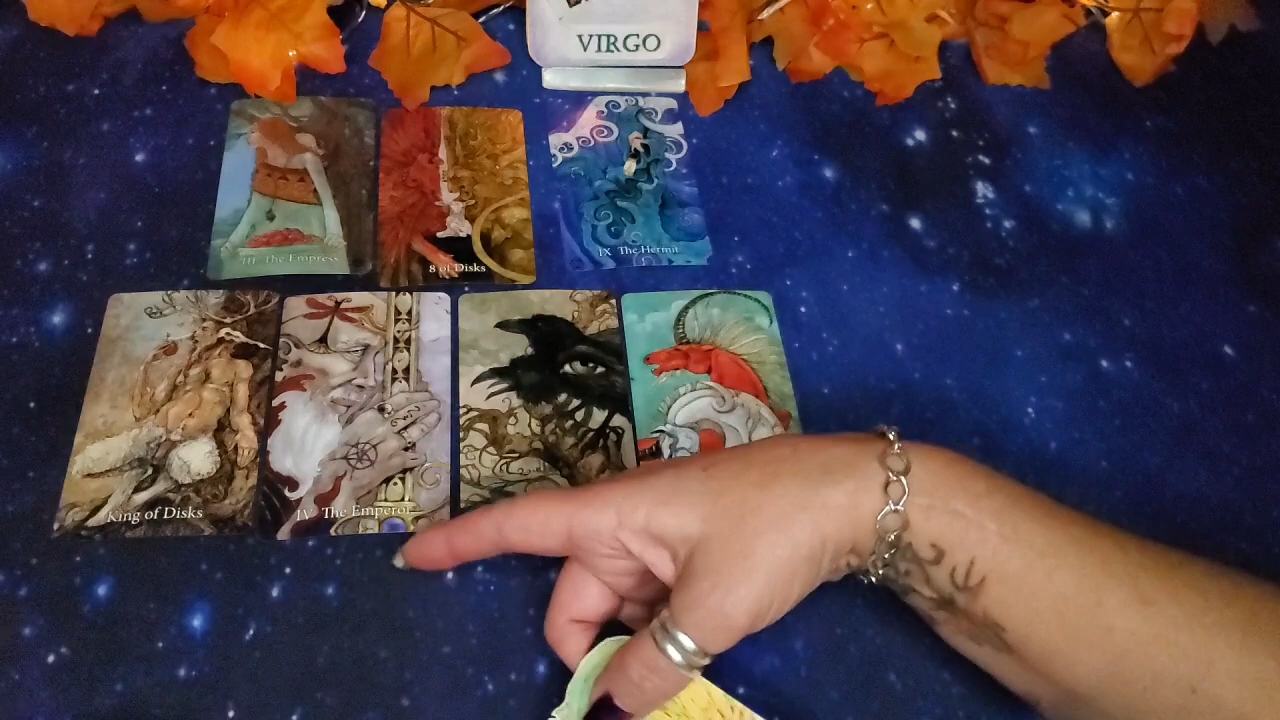 VIRGO
III The Empress
8 of Disks
IX The Hermit
King of Disks
IV The Emperor